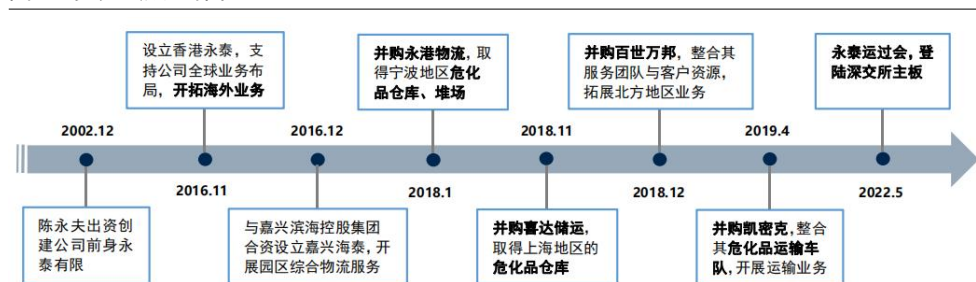 设立香港永泰，支
持公司全球业务布
局，开拓海外业务
并购永港物流，取
得宁波地区危化
品仓库、堆场
并购百世万邦，整合其
服务团队与客户资源，
拓展北方地区业务
永泰运过会，登
陆深交所主板
2002.12
2016.12
2018.11
2019.4
2016.11
2018.1
2018.12
2022.5
陈永夫出资创
建公司前身永
泰有限
与嘉兴滨海控股集团
合资设立嘉兴海泰，开
展园区综合物流服务
并购喜达储运，
取得上海地区的
危化品仓库
并购凯密克，整合
其危化品运输车
队，开展运输业务